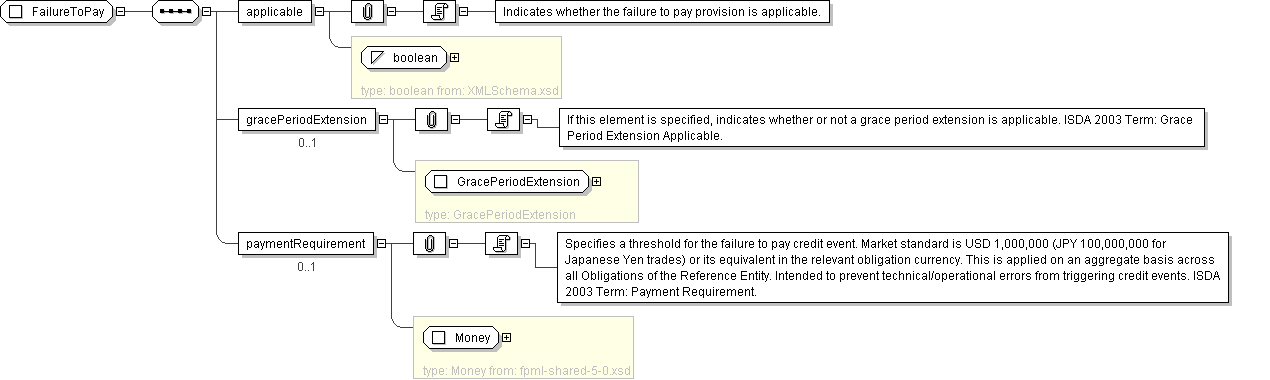 FailureToPay
applicable
Indicates whether the failure to pay provision is applicable.
boolean
type: boolean from: XMLSchema.xsd
gracePeriodExtension
0..1
If this element is specified, indicates whether or not a grace period extension is applicable. ISDA 2003 Term: Grace
Period Extension Applicable.
GracePeriodExtension
type: GracePeriodExtension
paymentRequirement
0..1
Specifies a threshold for the failure to pay credit event. Market standard is USD 1,000,000 (JPY 100,000,000 for
Japanese Yen trades) or its equivalent in the relevant obligation currency. This is applied on an aggregate basis across
all Obligations of the Reference Entity. Intended to prevent technical/operational errors from triggering credit events. ISDA
2003 Term: Payment Requirement.
Money
type: Money from: fpml-shared-5-0.xsd